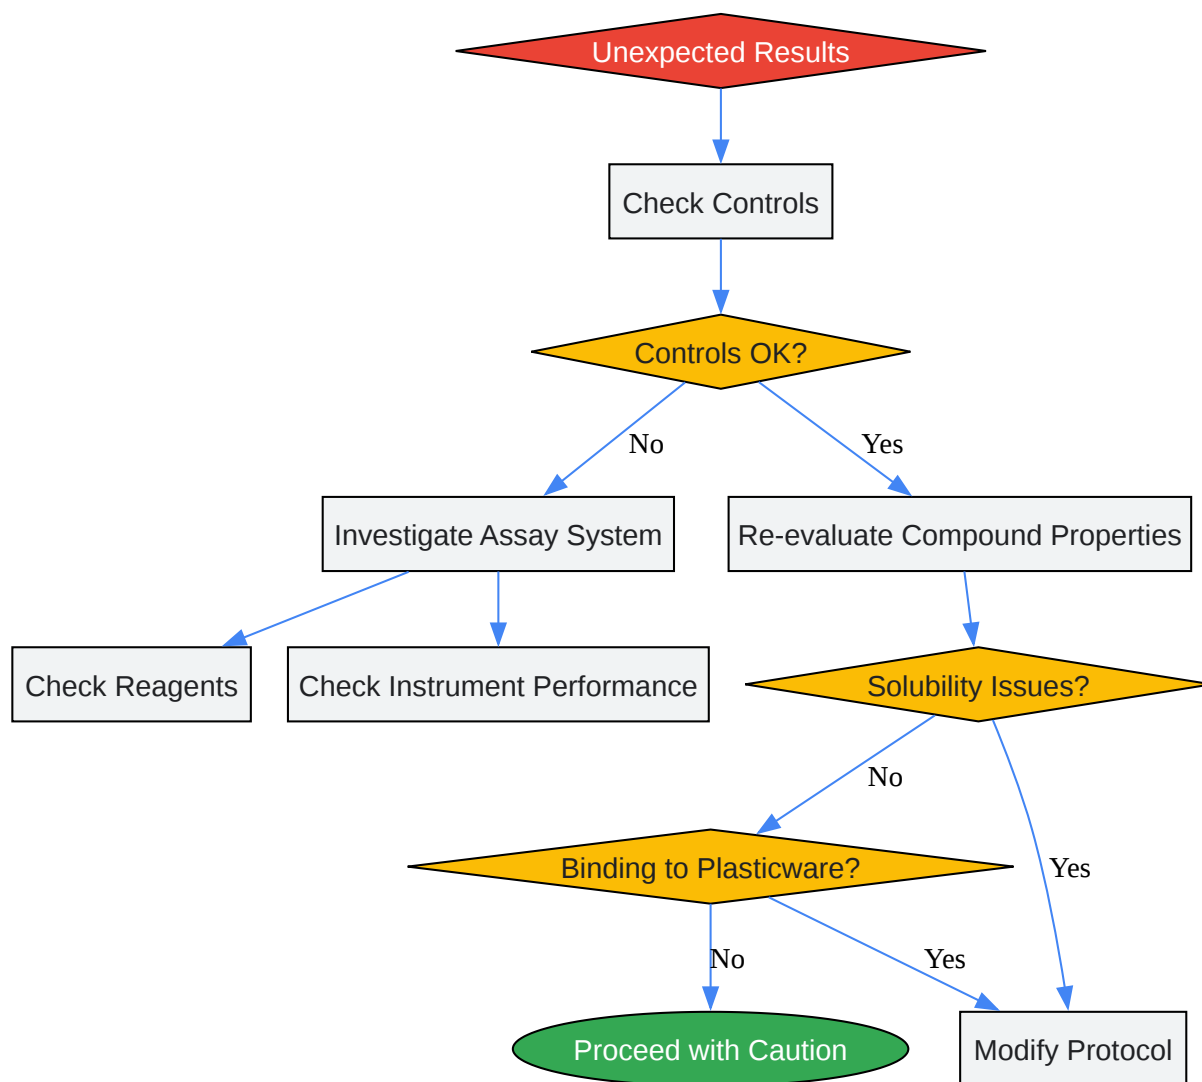 Unexpected Results
Check Controls
Controls OK?
No
Yes
Investigate Assay System
Re-evaluate Compound Properties
Check Reagents
Check Instrument Performance
Solubility Issues?
No
Binding to Plasticware?
Yes
No
Yes
Proceed with Caution
Modify Protocol